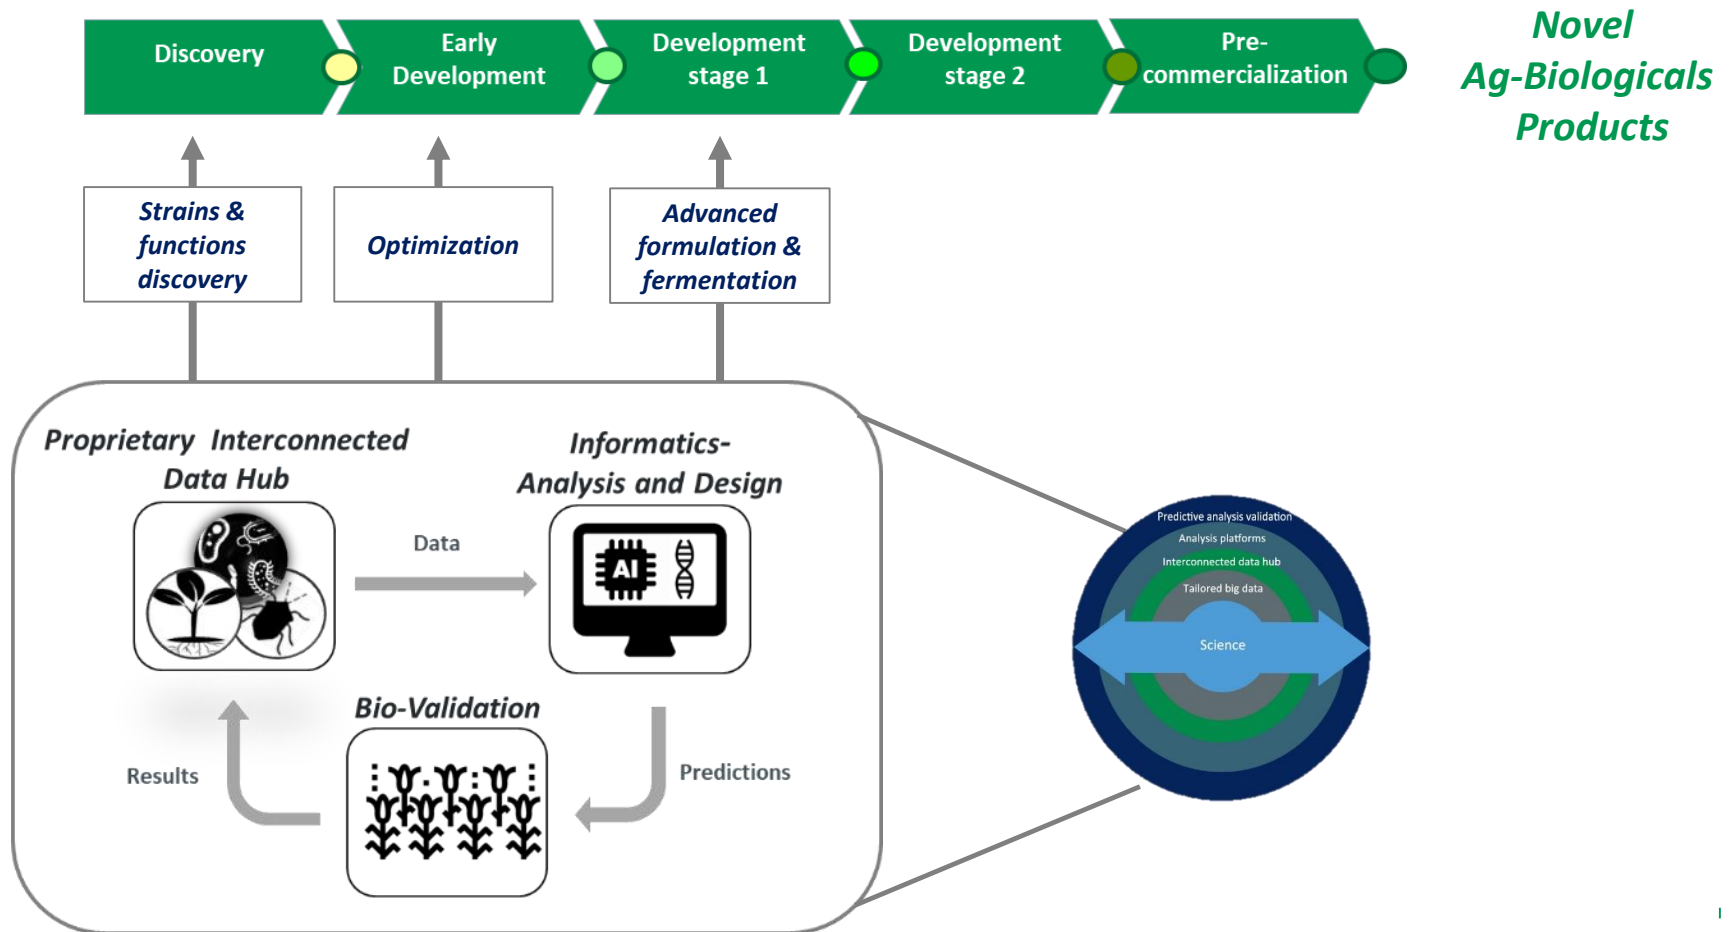 Discovery
Early
Development
Development
stage 1
Development
stage 2
Pre-
commercialization
Novel
Ag-Biologicals
Products
Strains &
functions
discovery
Optimization
Advanced
formulation &
fermentation
Proprietary Interconnected
Data Hub
Informatics-
Analysis and Design
Data
AI
Bio-Validation
Results
Predictions
Predictive analysis validation
Analysis platforms
Interconnected data hub
Tailored big data
Science